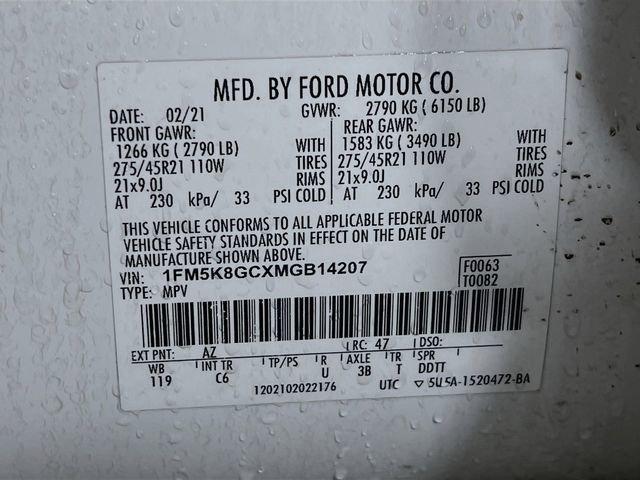 MFD. BY FORD MOTOR CO.
DATE: 02/21 GVWR: 2790 KG ( 6150 LB)
FRONT GAWR: REAR GAWR:
1266 KG ( 2790 LB) WITH 1583 KG ( 3490 LB) WITH
275/45R21 110W TIRES 275/45R21 110W TIRES
21x9.0J RIMS 21x9.0J RIMS
AT 230 kPa/ 33 PSI COLD AT 230 kPa/ 33 PSI COLD
THIS VEHICLE CONFORMS TO ALL APPLICABLE FEDERAL MOTOR
VEHICLE SAFETY STANDARDS IN EFFECT ON THE DATE OF
MANUFACTURE SHOWN ABOVE.
VIN: 1FM5K8GCXMGB14207 F0063
TYPE: MPV T0082
EXT PNT: AZ RC: 47 DSO:
WB INT TR TP/PS R AXLE TR SPR
119 C6 U 3B T DDTT
1202102022176 UTC ▽ 5U5A-1520472-BA